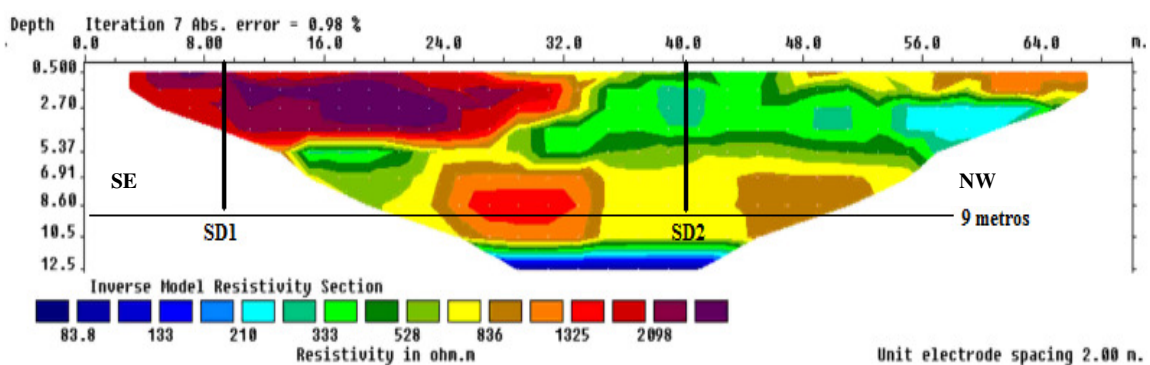 Depth Iteration 7 Abs. error = 0.98 %
0.0 8.00 16.0 24.0 32.0 40.0 48.0 56.0 64.0 m.
0.500
2.70
5.37
6.91
SE NW
8.60
9 metros
SD1 SD2
10.5
12.5
Inverse Model Resistivity Section
83.8 133 210 333 528 836 1325 2098
Resistivity in ohm.m Unit electrode spacing 2.00 m.